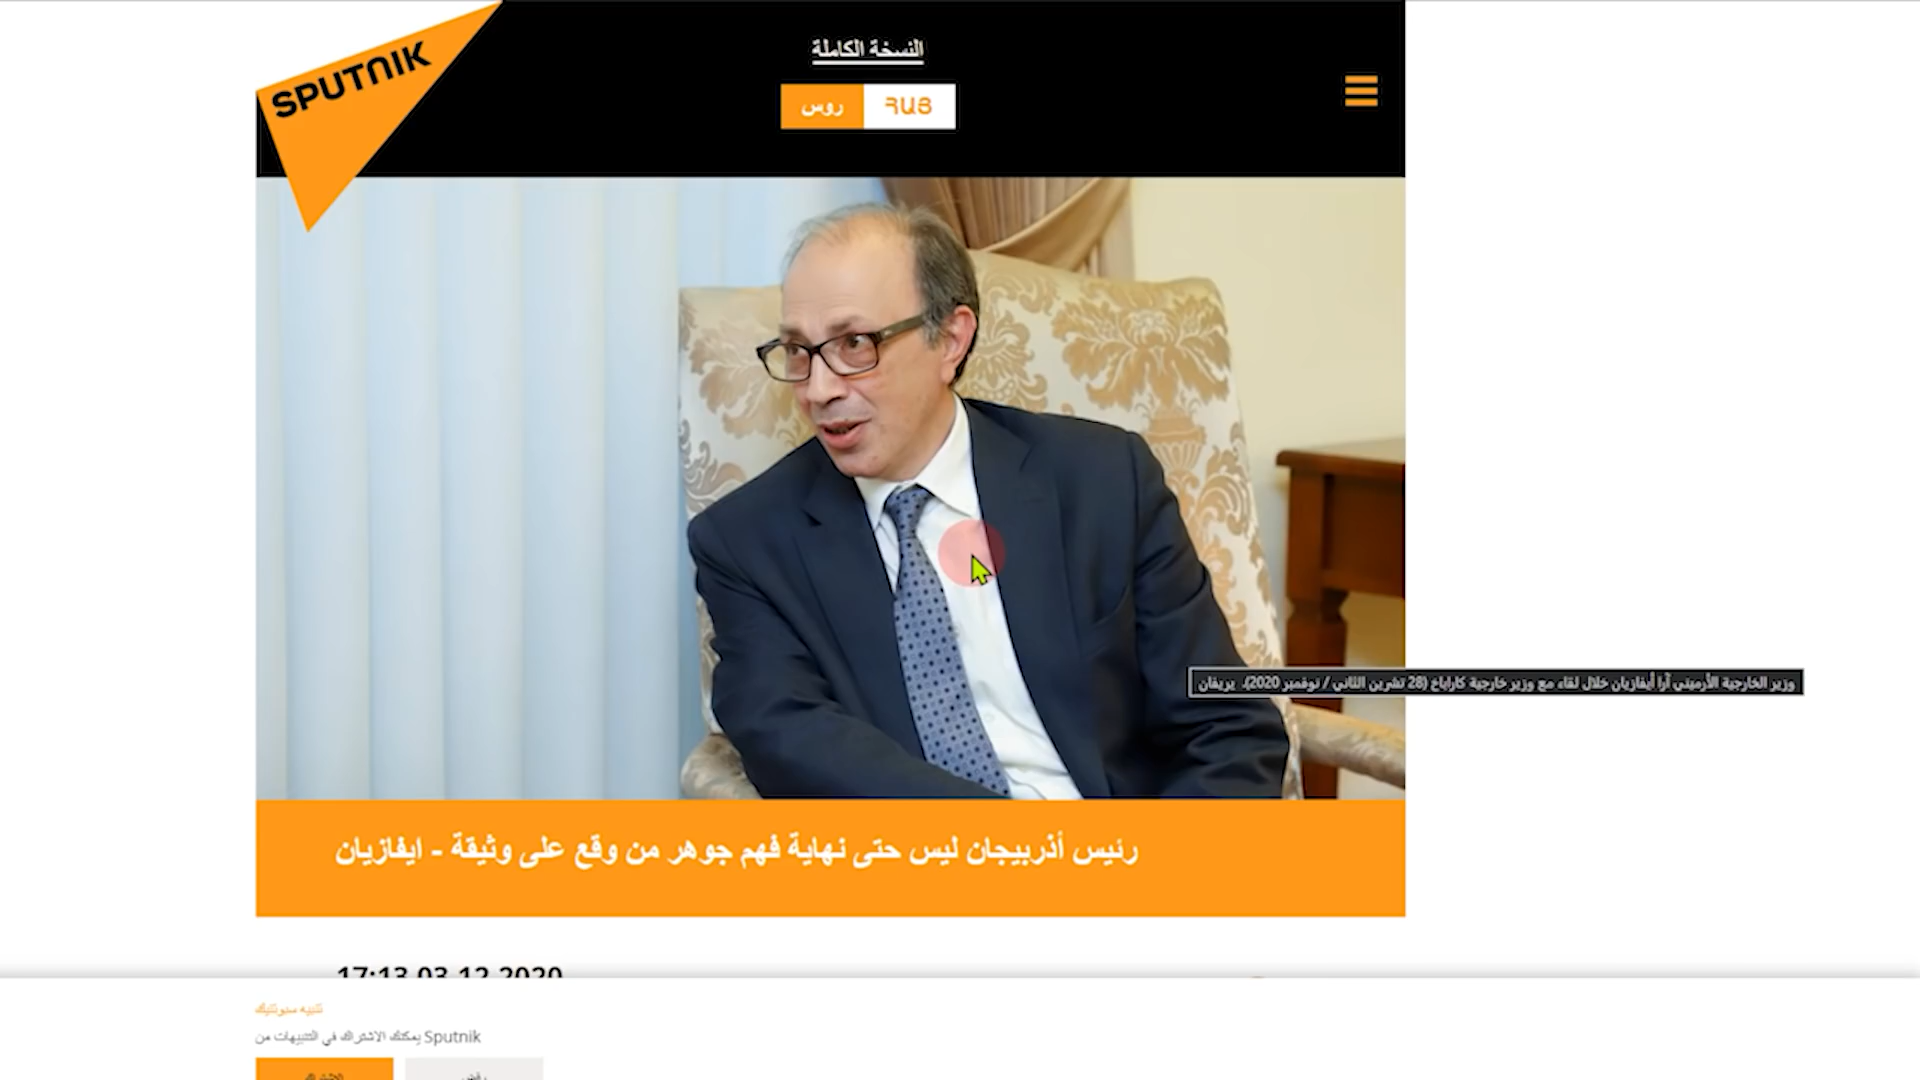 SPUTNIK
النسخة الكاملة
روس
ՀԱՅ
وزير الخارجية الأرميني آرا أيفازيان خلال لقاء مع وزير خارجية كاراباخ (28 تشرين الثاني / نوفمبر 2020). يريفان
رئيس أذربيجان ليس حتى نهاية فهم جوهر من وقع على وثيقة - ايفازيان
17:13 03.12.2020
تنبيه سبوتنيك
يمكنك الاشتراك في التنبيهات من Sputnik
الاشتراك
رفض